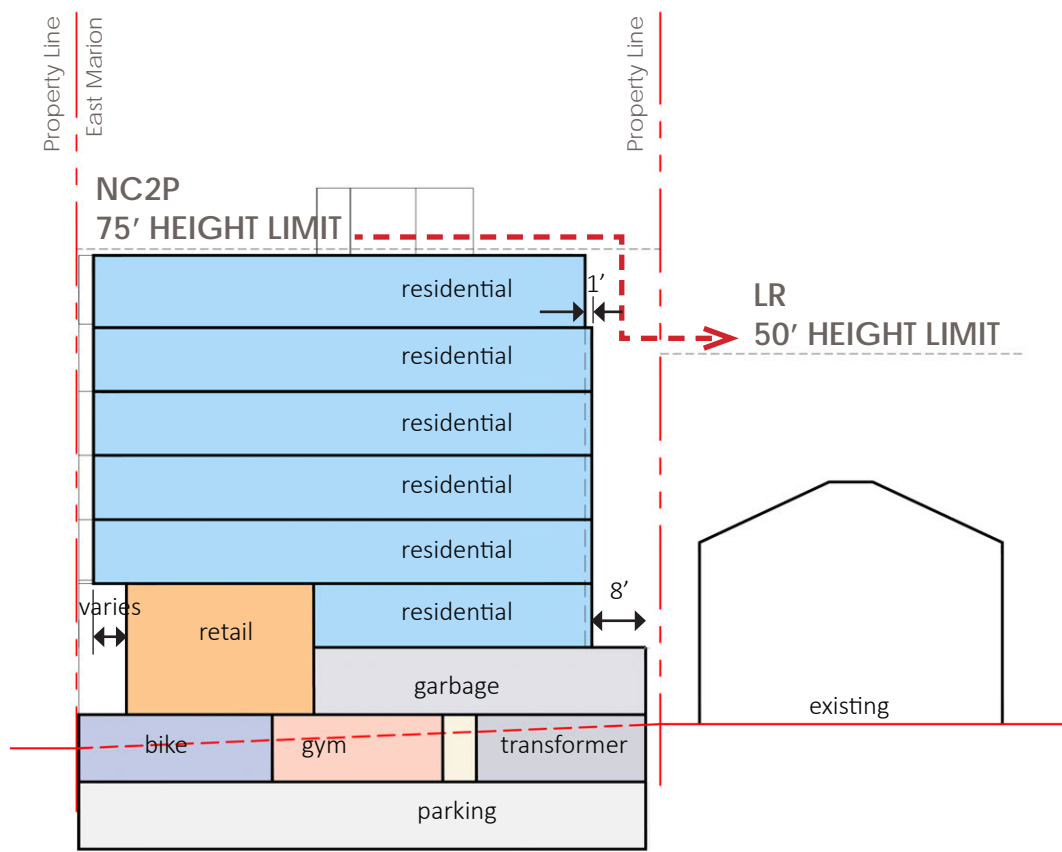 Property Line
East Marion
Property Line
NC2P
75’ HEIGHT LIMIT
residential
1’
LR
50’ HEIGHT LIMIT
residential
residential
residential
residential
varies
retail
residential
8’
garbage
existing
bike
gym
transformer
parking